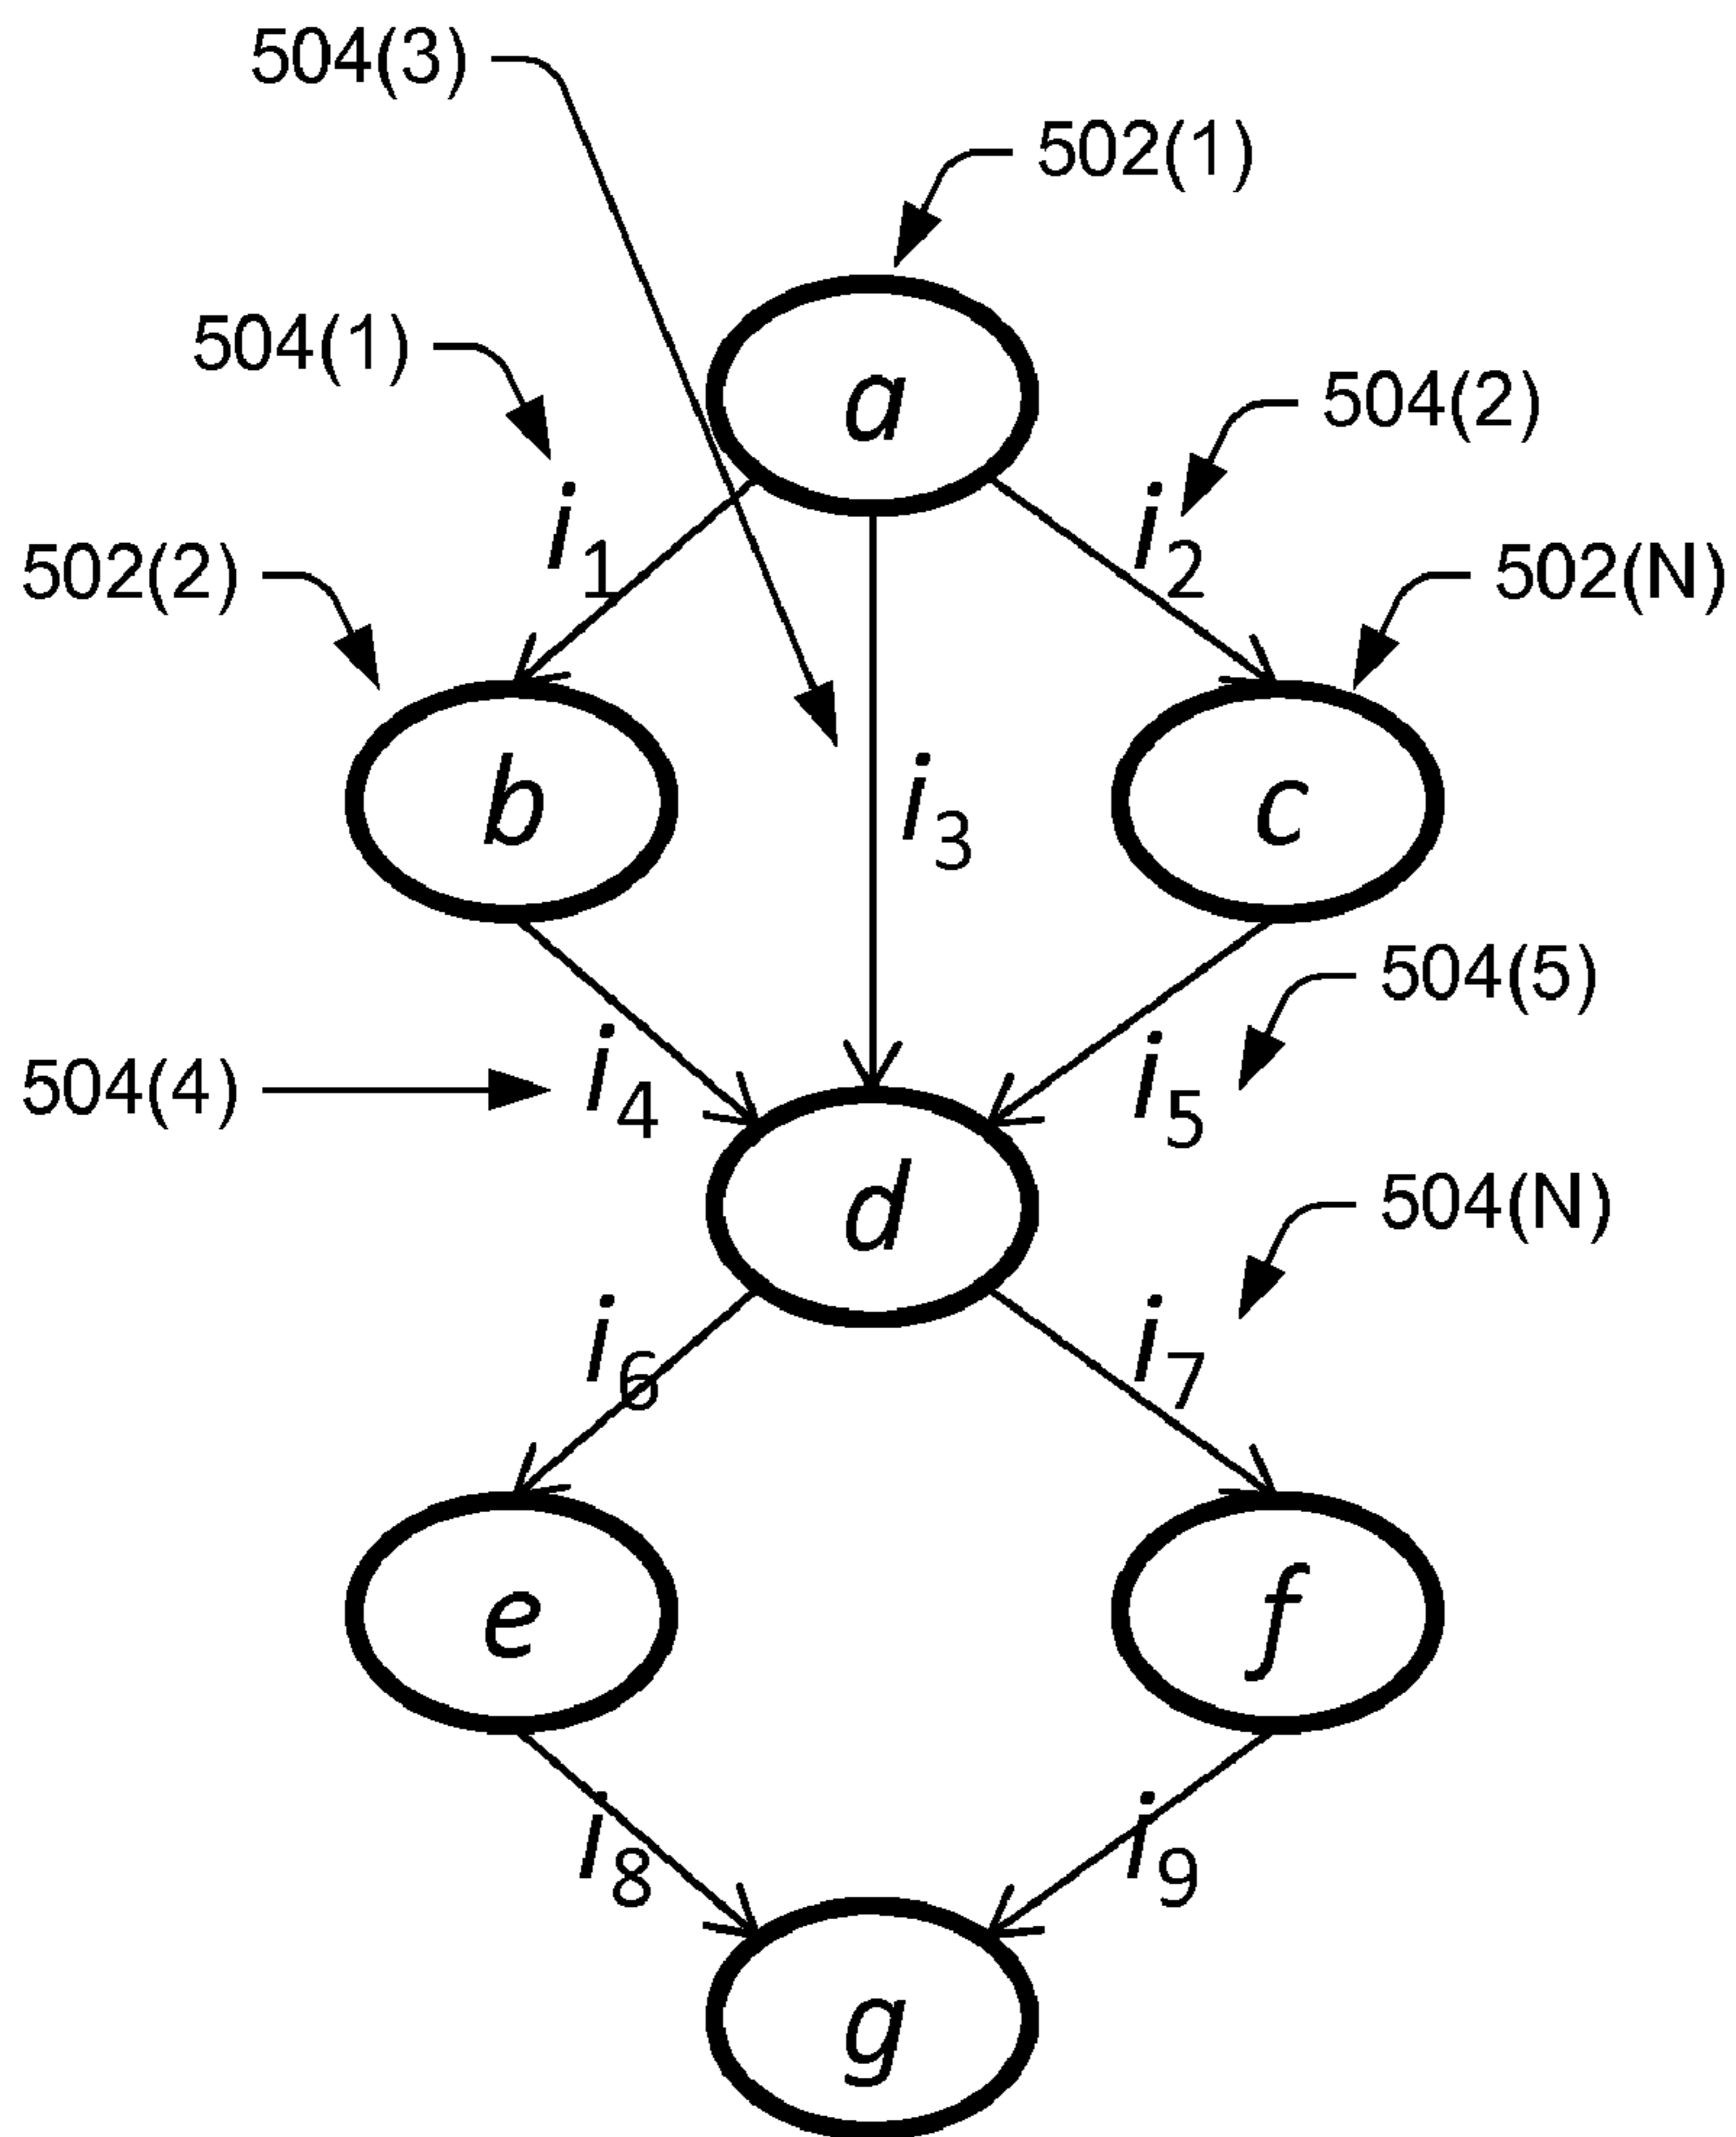 504(3)
502(1)
504(1)
a
504(2)
i1
i2
502(2)
502(N)
b
i3
c
504(5)
504(4)
i4
i5
d
504(N)
i6
i7
e
f
i8
i9
g